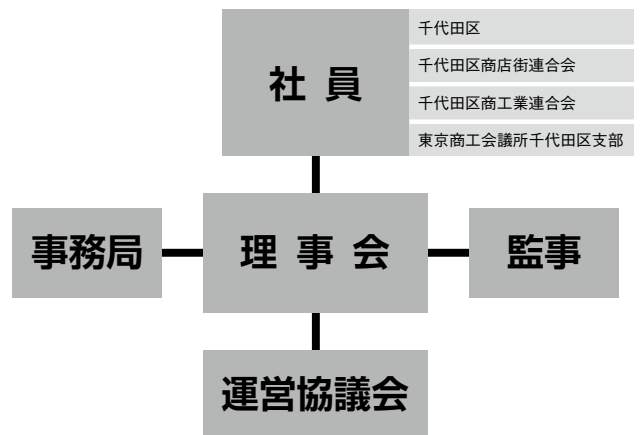 社員
千代田区
千代田区商店街連合会
千代田区商工業連合会
東京商工会議所千代田区支部
事務局
理事会
監事
運営協議会